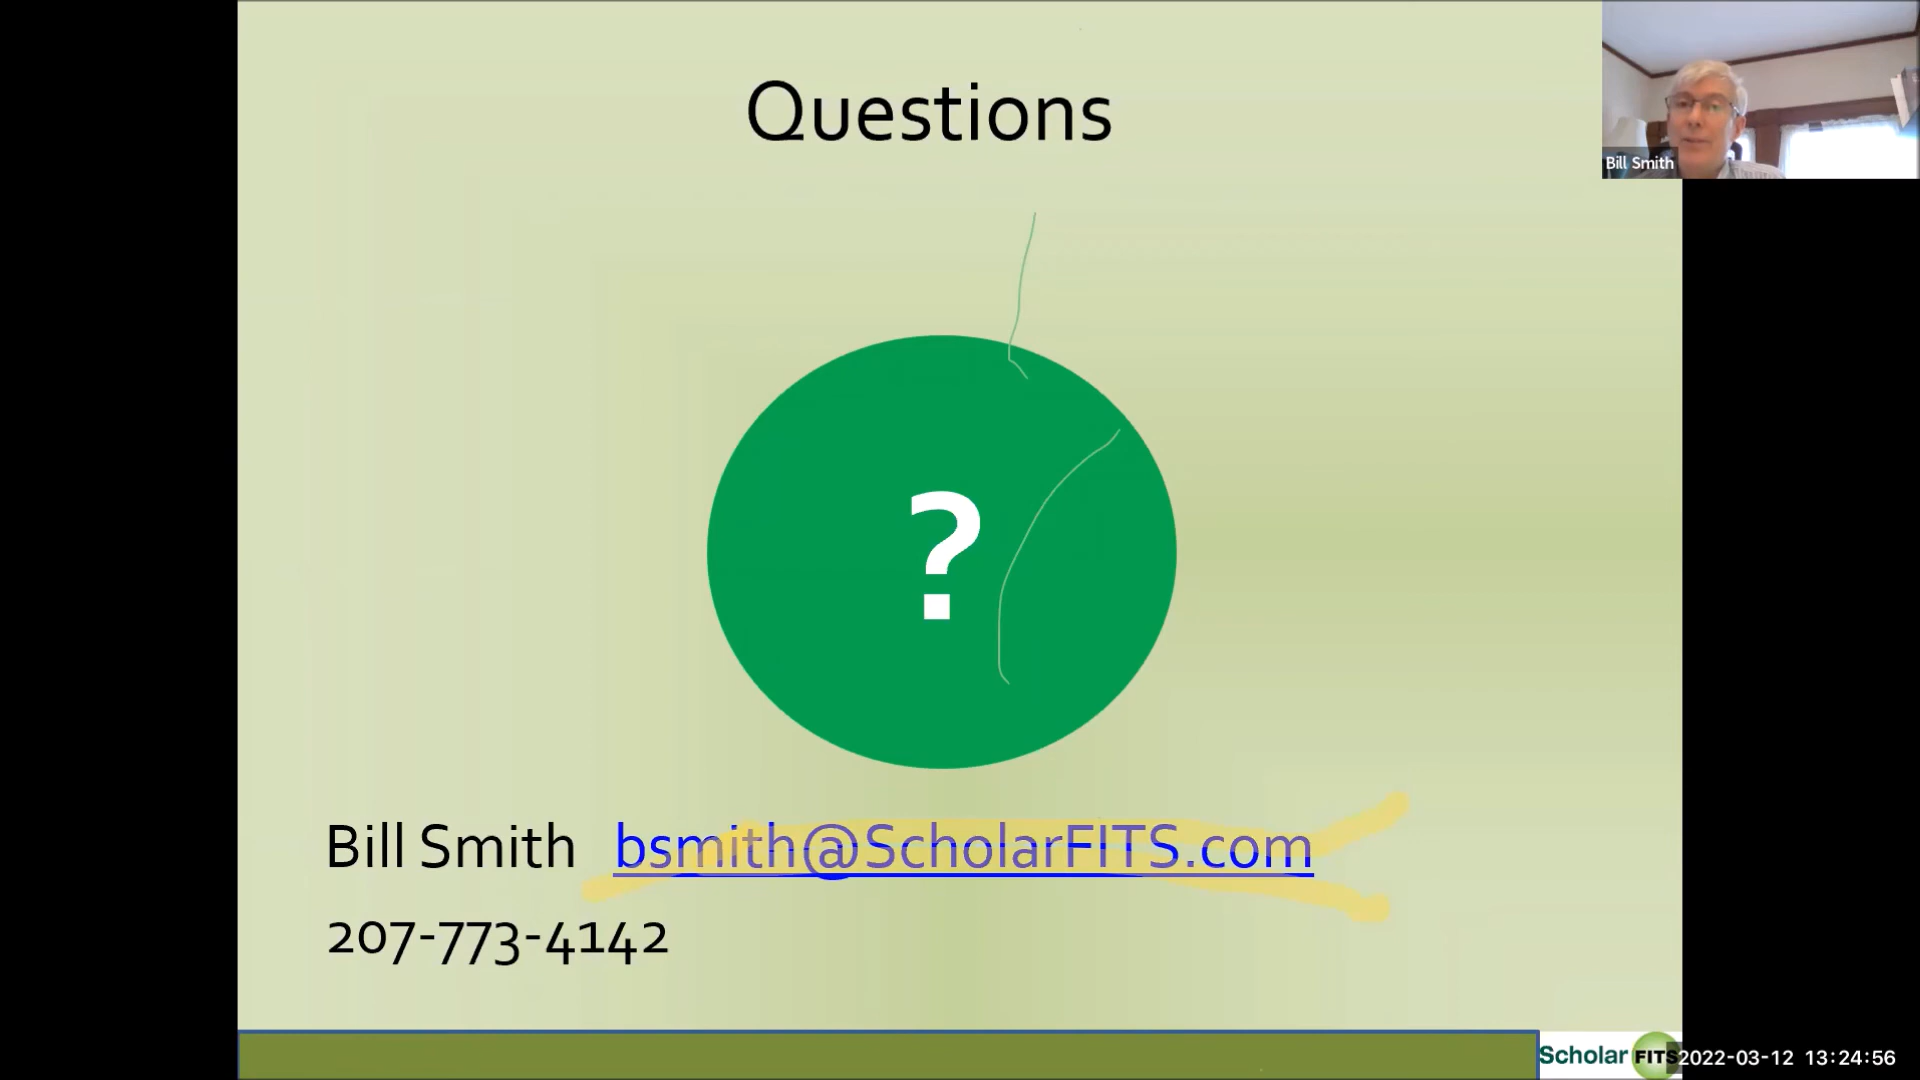 Questions
Bill Smith
?
Bill Smith bsmith@ScholarFITS.com
207-773-4142
Scholar FITS
2022-03-12 13:24:56